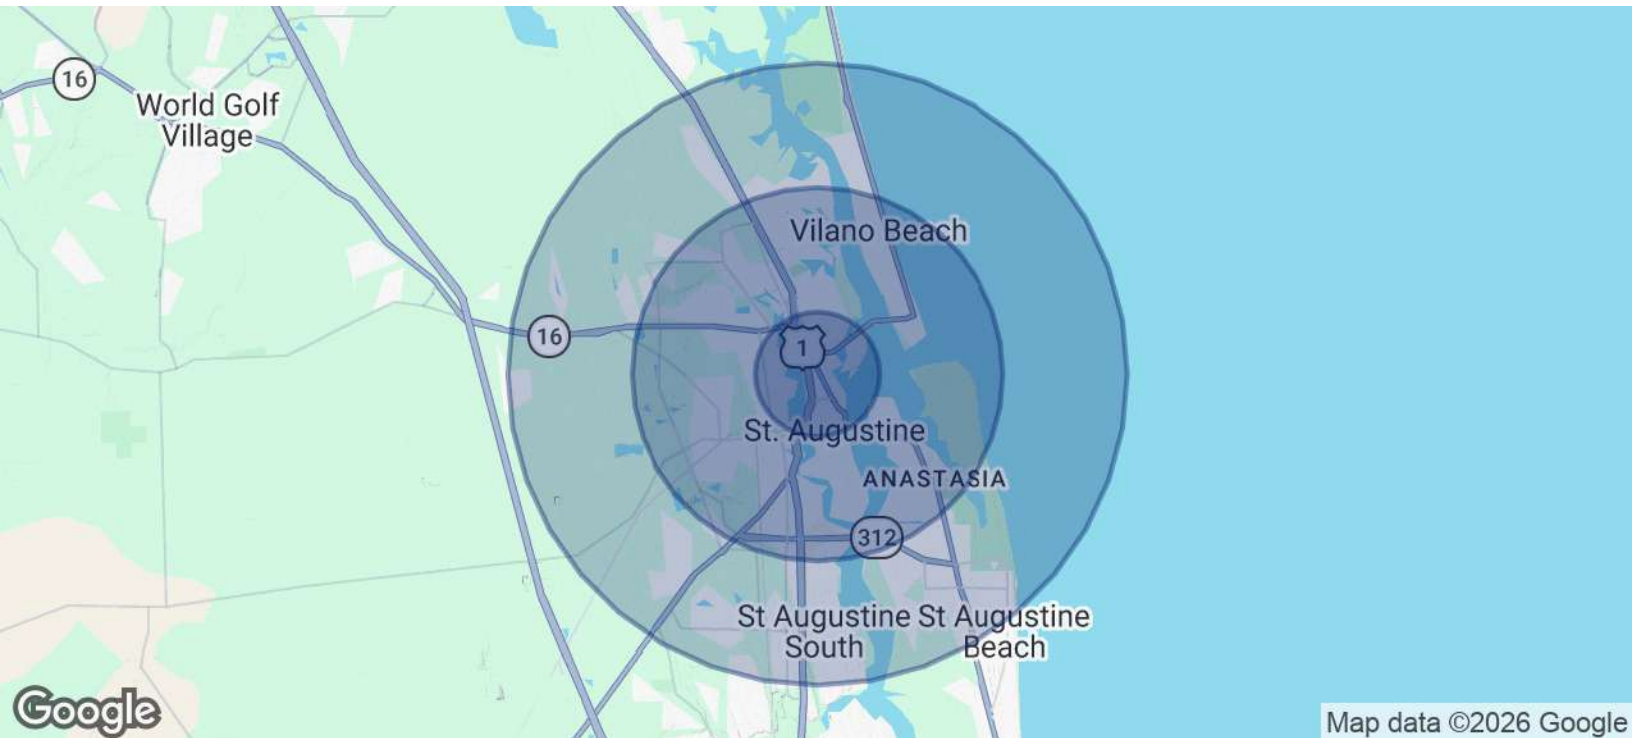 16
World Golf
Village
Vilano Beach
16
1
St. Augustine
ANASTASIA
312
St Augustine
South
St Augustine
Beach
Google
Map data ©2026 Google